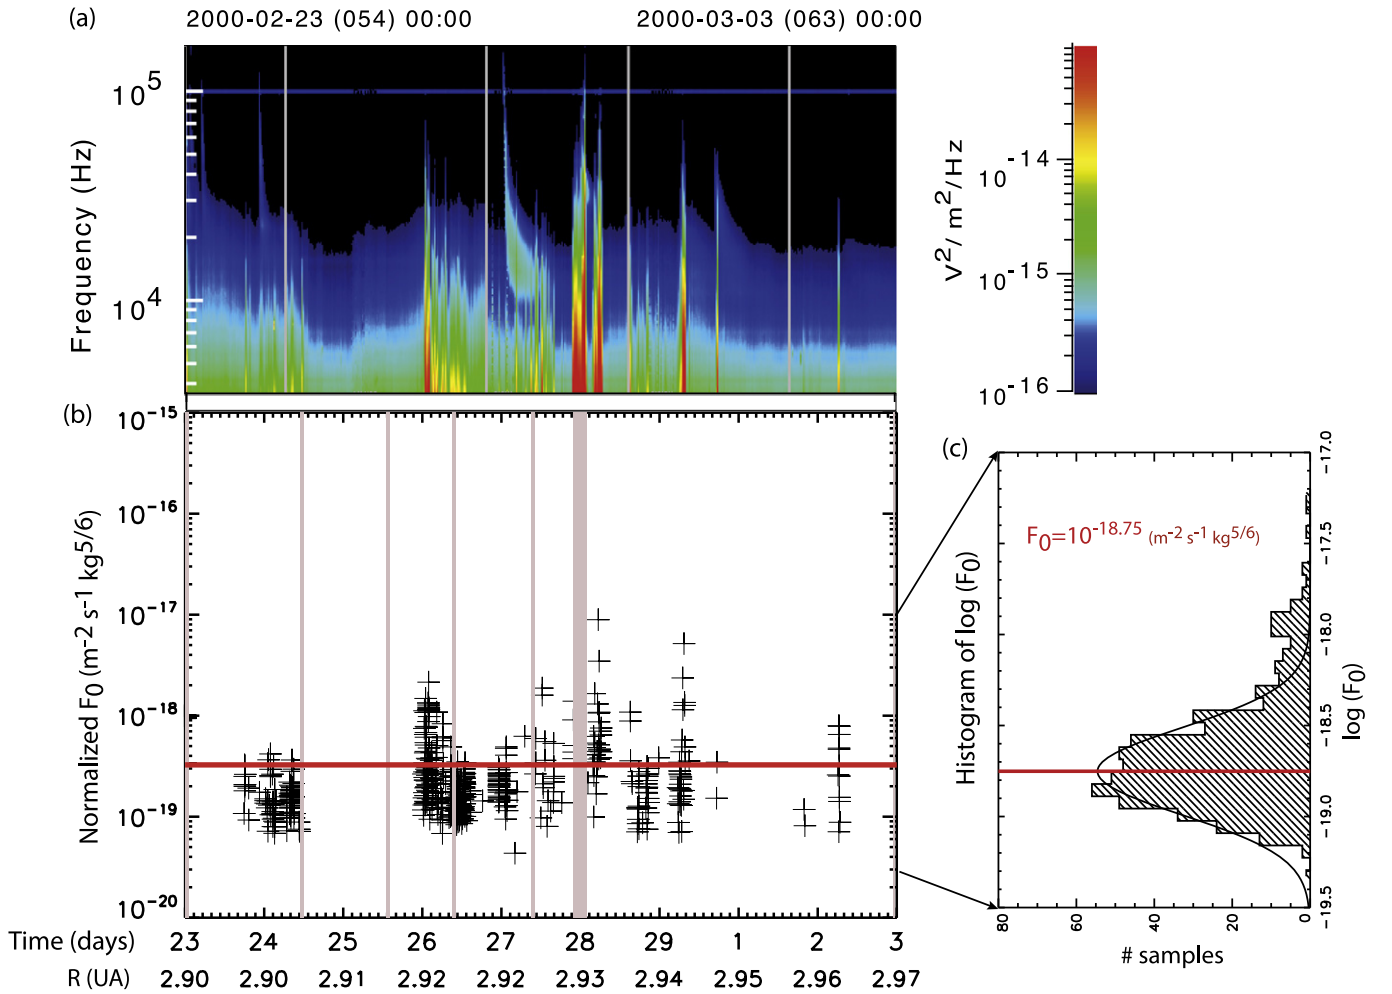 (a)
2000-02-23 (054) 00:00
2000-03-03 (063) 00:00
Frequency (Hz)
10^5
10^4
V^2/m^2/Hz
10^-14
10^-15
10^-16
(b)
Normalized F_0 (m^-2 s^-1 kg^5/6)
10^-15
10^-16
10^-17
10^-18
10^-19
10^-20
Time (days)
23 24 25 26 27 28 29 1 2 3
R (UA)
2.90 2.90 2.91 2.92 2.92 2.93 2.94 2.95 2.96 2.97
(c)
Histogram of log (F_0)
F_0=10^-18.75 (m^-2 s^-1 kg^5/6)
-17.0
-17.5
-18.0
-18.5
-19.0
-19.5
log (F_0)
80 60 40 20 0
# samples